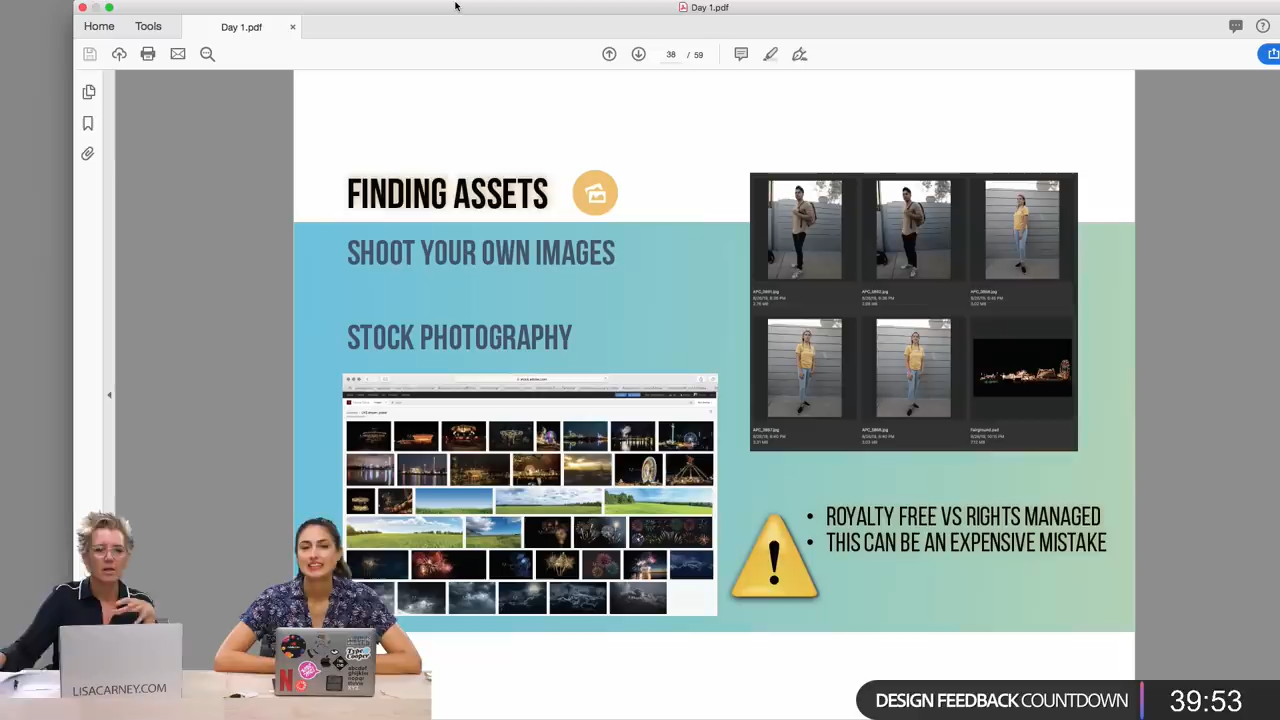 Day 1.pdf
Home
Tools
Day 1.pdf
38 / 59
FINDING ASSETS
SHOOT YOUR OWN IMAGES
STOCK PHOTOGRAPHY
ROYALTY FREE VS RIGHTS MANAGED
THIS CAN BE AN EXPENSIVE MISTAKE
LISACARNEY.COM
DESIGN FEEDBACK COUNTDOWN
39:53